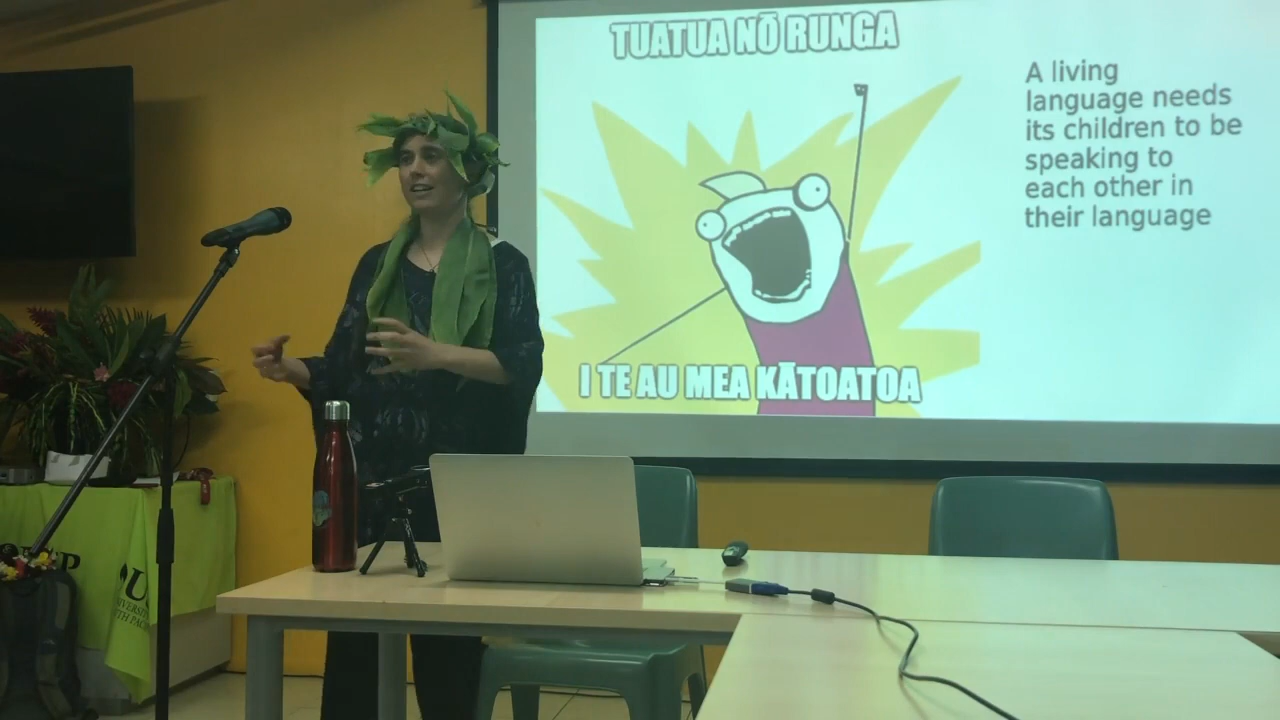 TUATUA NŌ RUNGA
I TE AU MEA KĀTOATOA
A living
language needs
its children to be
speaking to
each other in
their language